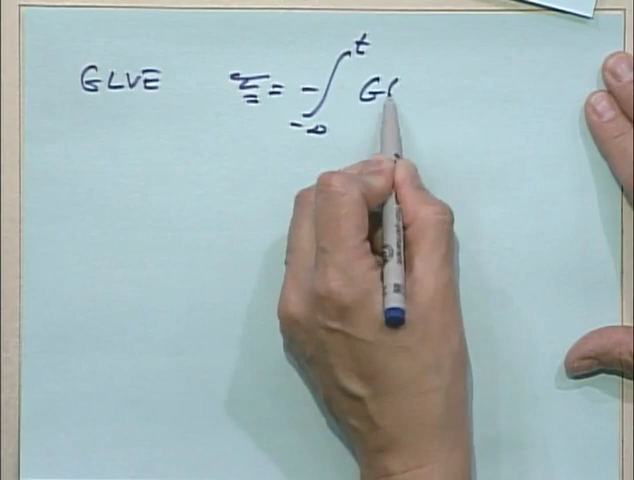 GLVE τ = - ∫_{-∞}^{t} G(